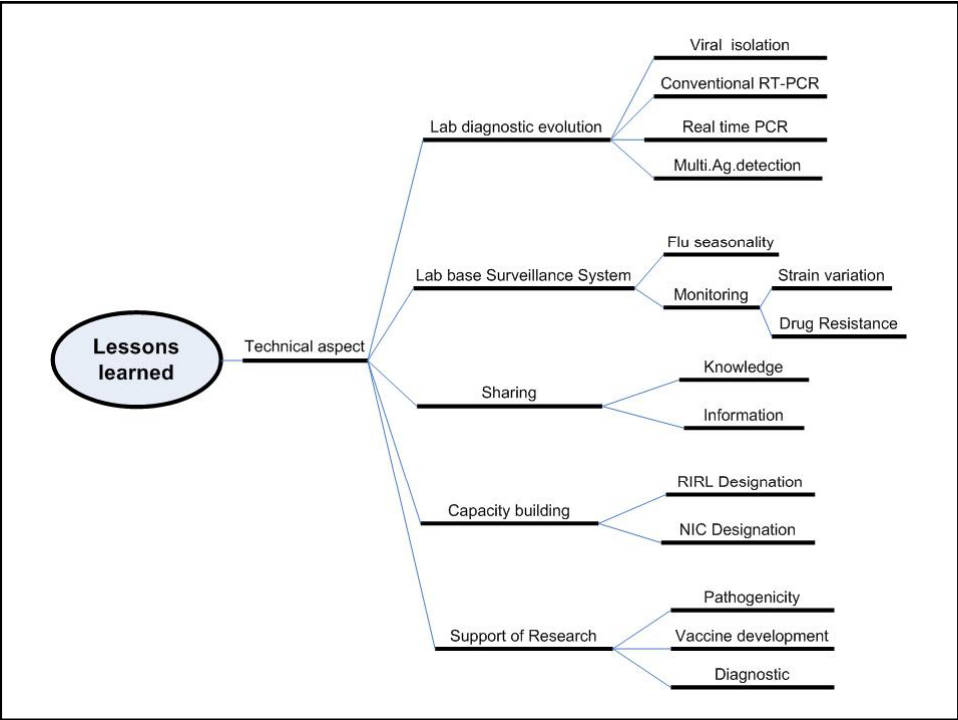 Lessons
learned
Technical aspect
Lab diagnostic evolution
Viral isolation
Conventional RT-PCR
Real time PCR
Multi.Ag.detection
Lab base Surveillance System
Flu seasonality
Monitoring
Strain variation
Drug Resistance
Sharing
Knowledge
Information
Capacity building
RIRL Designation
NIC Designation
Support of Research
Pathogenicity
Vaccine development
Diagnostic